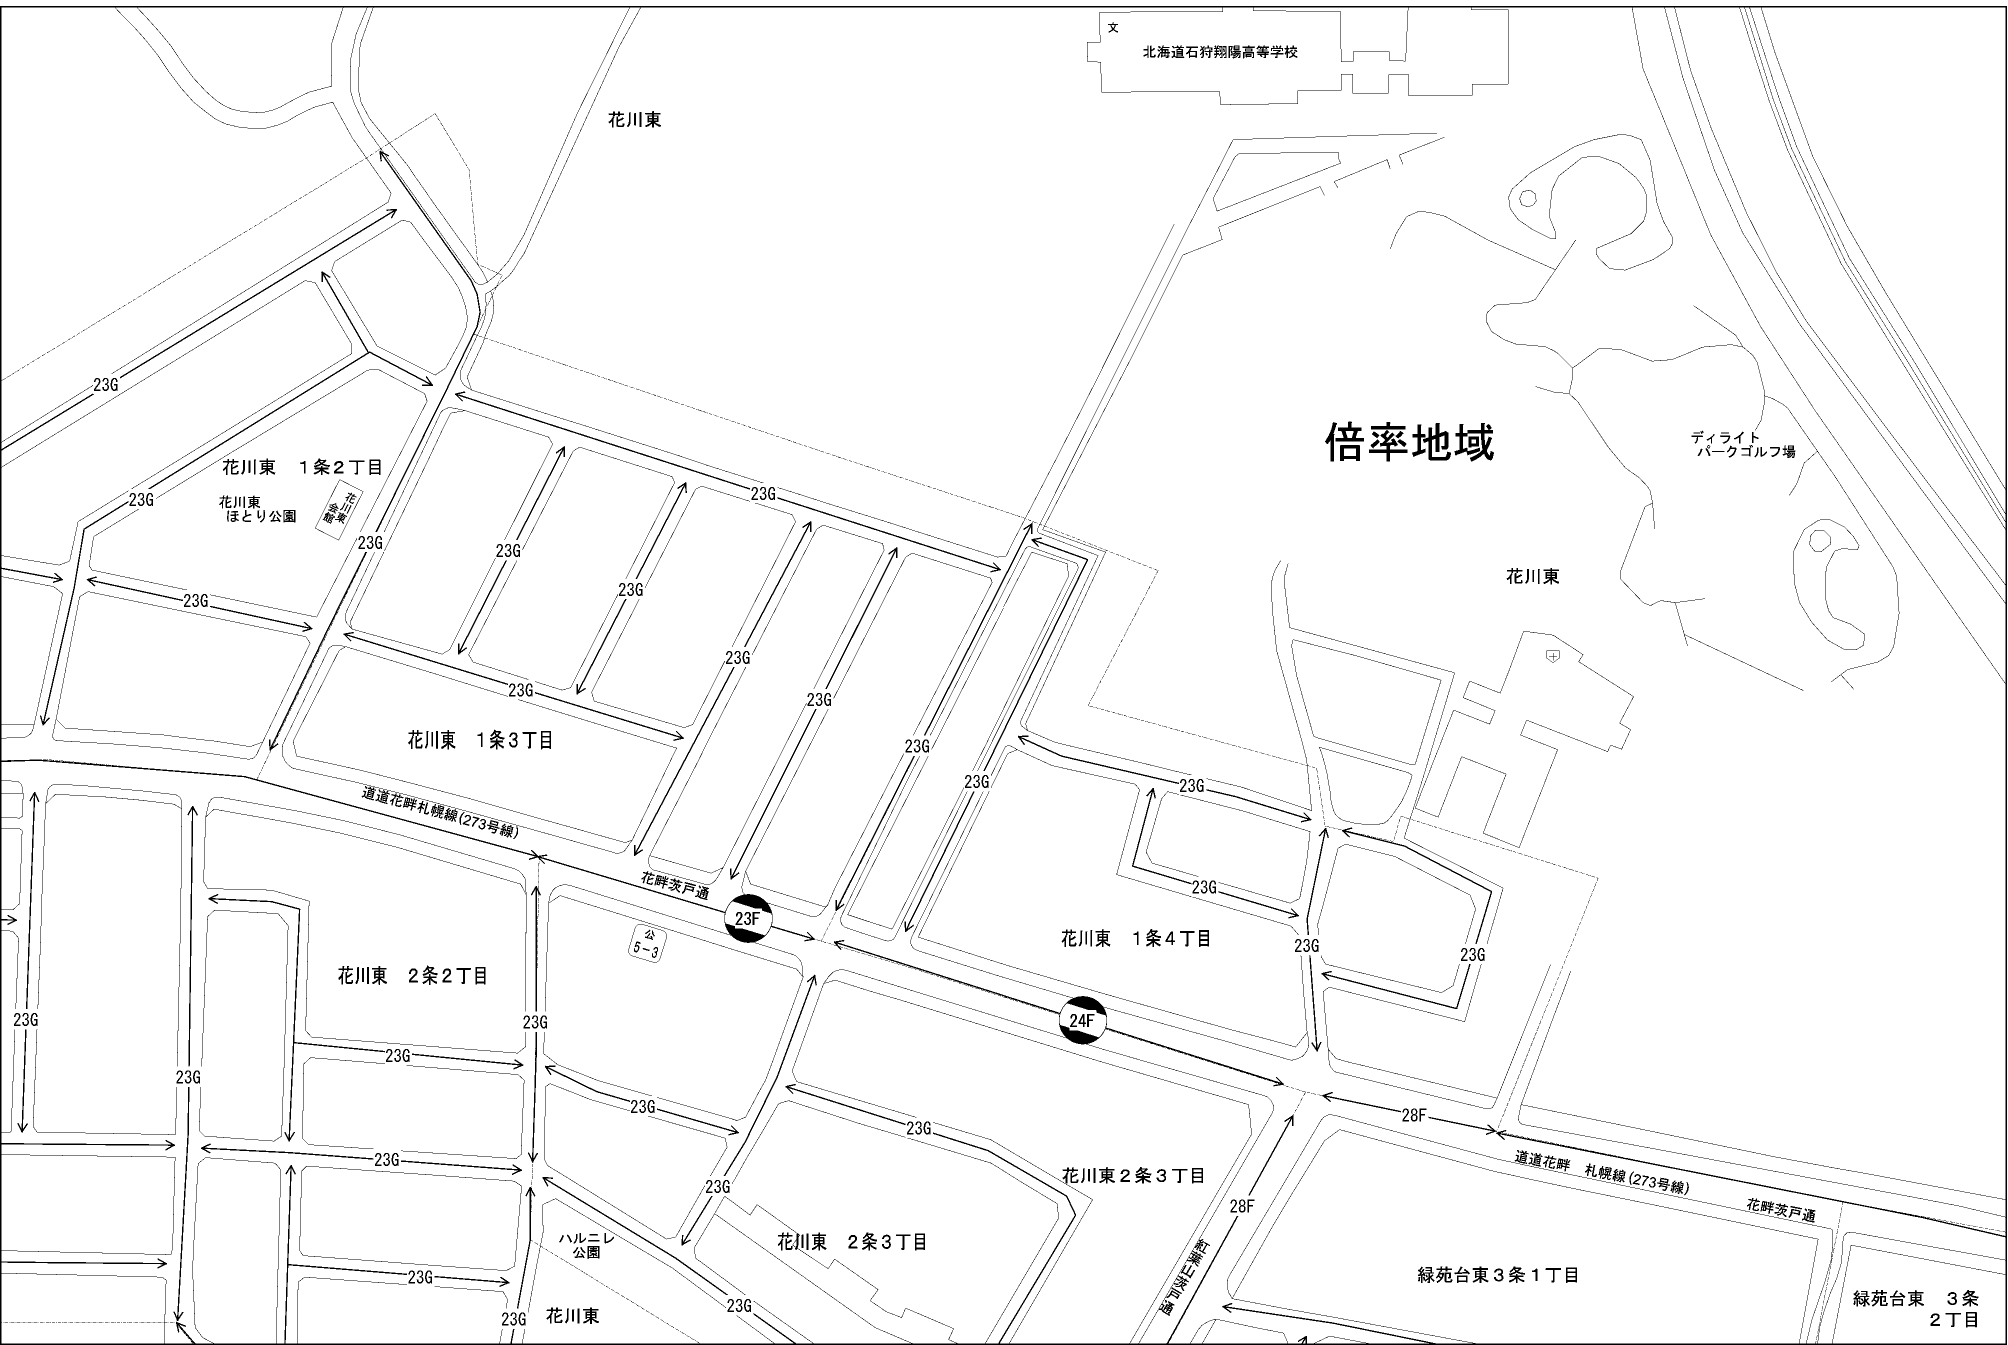 文
北海道石狩翔陽高等学校
花川東
倍率地域
23G
ディライト
パークゴルフ場
花川東　1条2丁目
花川東
ほとり公園
花川東
会館
23G
23G
23G
23G
23G
23G
花川東
23G
23G
23G
23G
23G
花川東　1条3丁目
23G
23G
23G
道道花畔札幌線(273号線)
花畔茨戸通
23G
23F
公
5-3
花川東　1条4丁目
23G
23G
花川東　2条2丁目
23G
23G
24F
23G
23G
23G
23G
28F
23G
23G
道道花畔　札幌線(273号線)
花川東2条3丁目
23G
28F
花畔茨戸通
ハルニレ
公園
花川東　2条3丁目
紅葉山茨戸通
23G
緑苑台東3条1丁目
23G
23G
花川東
緑苑台東　3条
2丁目